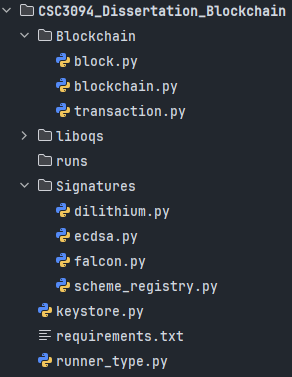 CSC3094_Dissertation_Blockchain
Blockchain
block.py
blockchain.py
transaction.py
liboqs
runs
Signatures
dilithium.py
ecdsa.py
falcon.py
scheme_registry.py
keystore.py
requirements.txt
runner_type.py